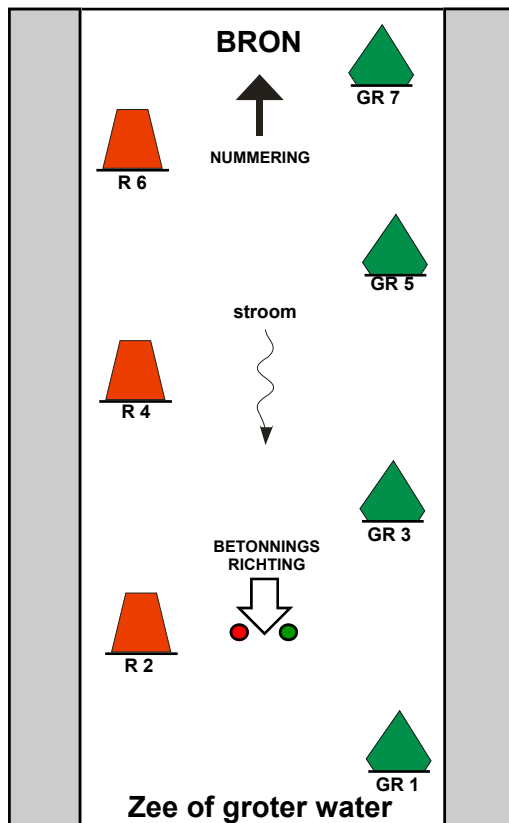 BRON
GR 7
NUMMERING
R 6
GR 5
stroom
R 4
GR 3
BETONNINGS
RICHTING
R 2
GR 1
Zee of groter water